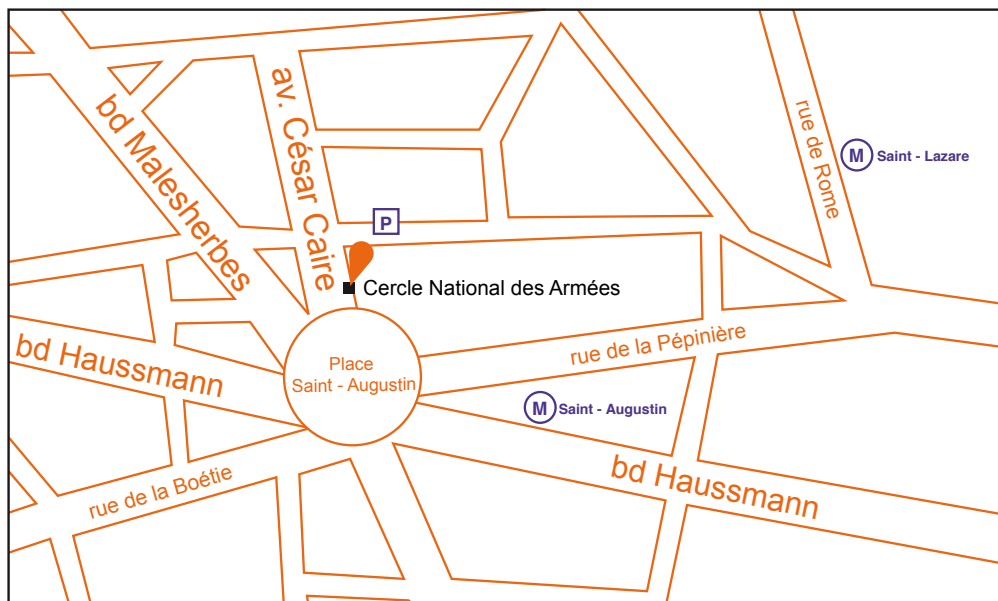 bd Malesherbes
av. César Caire
rue de Rome
M
Saint - Lazare
P
Cercle National des Armées
bd Haussmann
Place
Saint - Augustin
rue de la Pépinière
M
Saint - Augustin
rue de la Boétie
bd Haussmann